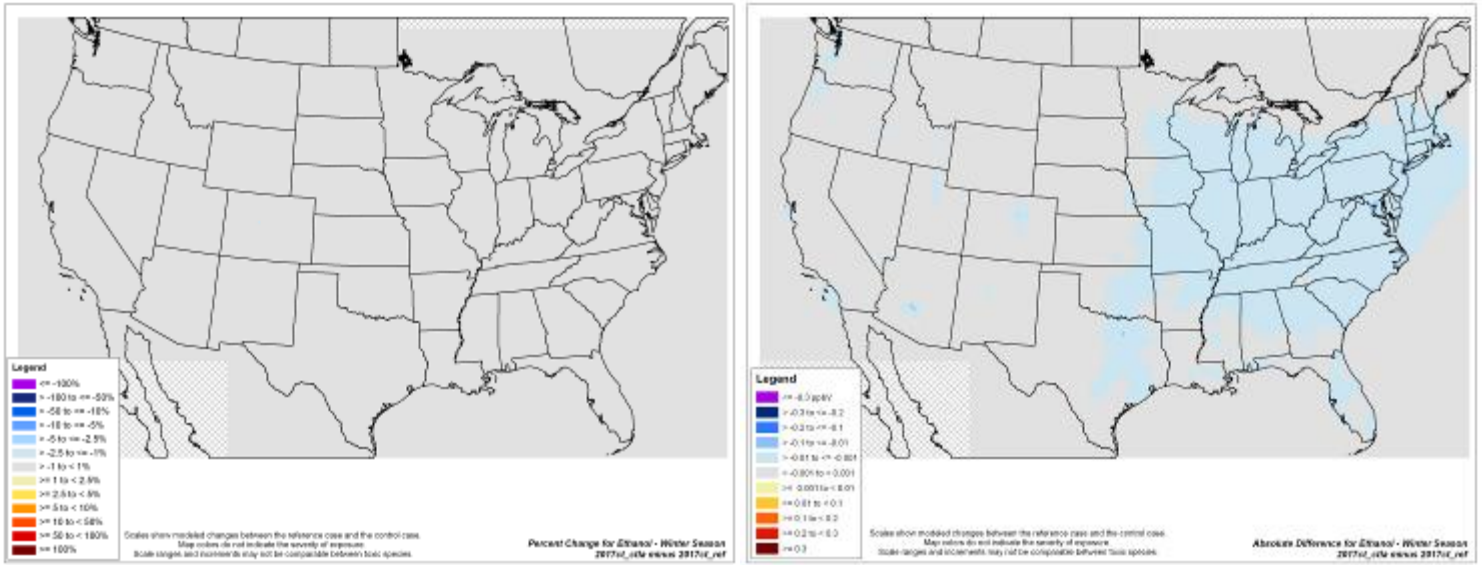 Legend
<= -100%
> -100 to <= -50%
> -50 to <= -10%
> -10 to <= -5%
> -5 to <= -2.5%
> -2.5 to <= -1%
> -1 to < 1%
>= 1 to < 2.5%
>= 2.5 to < 5%
>= 5 to < 10%
>= 10 to < 50%
>= 50 to < 100%
>= 100%
Scales show modeled changes between the reference case and the control case.
Map colors do not indicate the severity of exposure.
Scale ranges and increments may not be comparable between toxic species.
Percent Change for Ethanol - Winter Season
minus
Legend
<= -0.3 ppbV
> -0.3 to <= -0.2
> -0.2 to <= -0.1
> -0.1 to <= -0.01
> -0.01 to <= -0.001
> -0.001 to < 0.001
>= 0.001 to < 0.01
>= 0.01 to < 0.1
>= 0.1 to < 0.2
>= 0.2 to < 0.3
>= 0.3
Scales show modeled changes between the reference case and the control case.
Map colors do not indicate the severity of exposure.
Scale ranges and increments may not be comparable between toxic species.
Absolute Difference for Ethanol - Winter Season
minus